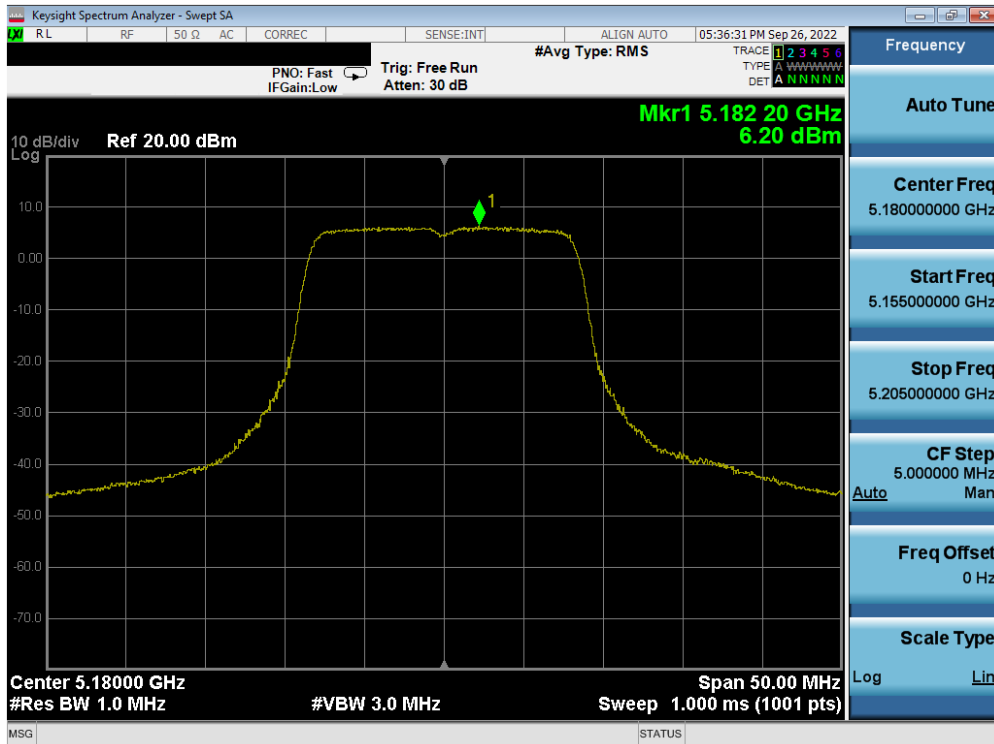 Keysight Spectrum Analyzer - Swept SA
LXI RL RF 50 Ω AC CORREC SENSE:INT ALIGN AUTO 05:36:31 PM Sep 26, 2022
#Avg Type: RMS
TRACE 1 2 3 4 5 6
TYPE A W W W W W
DET A N N N N N
PNO: Fast Trig: Free Run
IFGain:Low Atten: 30 dB
Mkr1 5.182 20 GHz
6.20 dBm
10 dB/div Ref 20.00 dBm
Log
1
10.0
0.00
-10.0
-20.0
-30.0
-40.0
-50.0
-60.0
-70.0
Center 5.18000 GHz Span 50.00 MHz
#Res BW 1.0 MHz #VBW 3.0 MHz Sweep 1.000 ms (1001 pts)
MSG STATUS
Frequency
Auto Tune
Center Freq
5.180000000 GHz
Start Freq
5.155000000 GHz
Stop Freq
5.205000000 GHz
CF Step
5.000000 MHz
Auto Man
Freq Offset
0 Hz
Scale Type
Log Lin